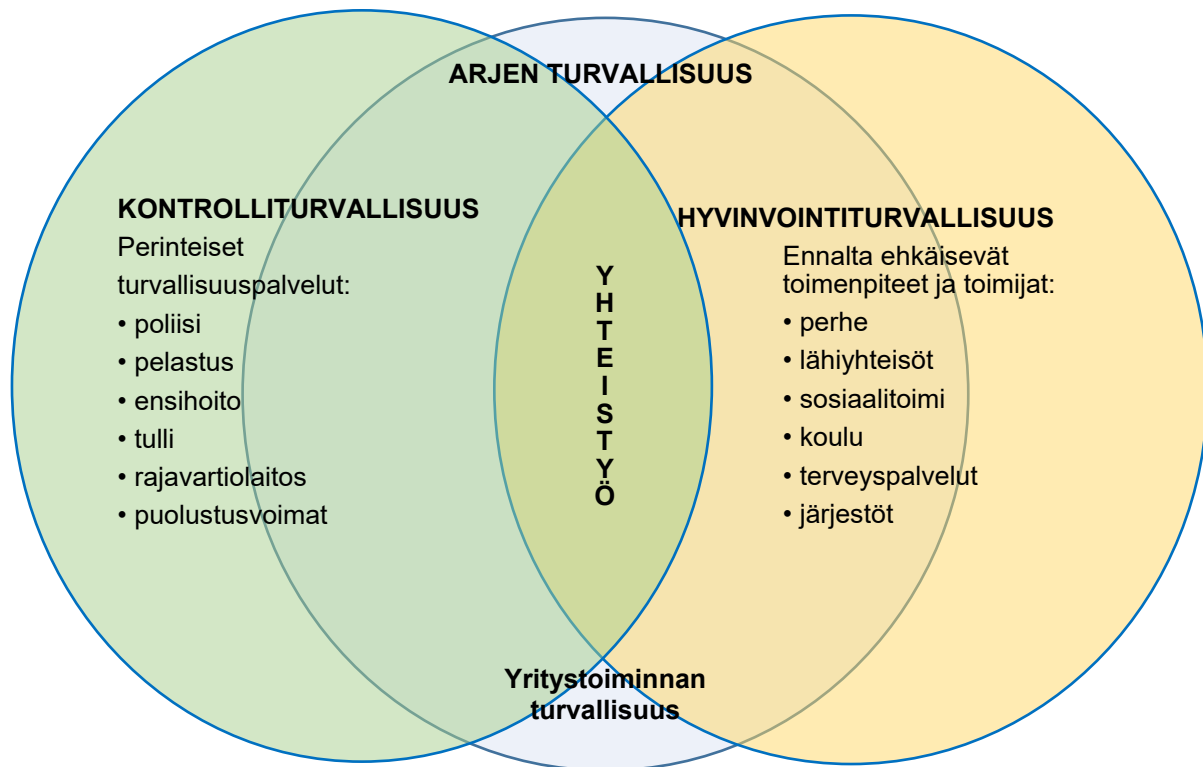 ARJEN TURVALLISUUS
KONTROLLITURVALLISUUS
Perinteiset
turvallisuuspalvelut:
• poliisi
• pelastus
• ensihoito
• tulli
• rajavartiolaitos
• puolustusvoimat
Y
H
T
E
I
S
T
Y
Ö
HYVINVOINTITURVALLISUUS
Ennalta ehkäisevät
toimenpiteet ja toimijat:
• perhe
• lähiyhteisöt
• sosiaalitoimi
• koulu
• terveyspalvelut
• järjestöt
Yritystoiminnan
turvallisuus